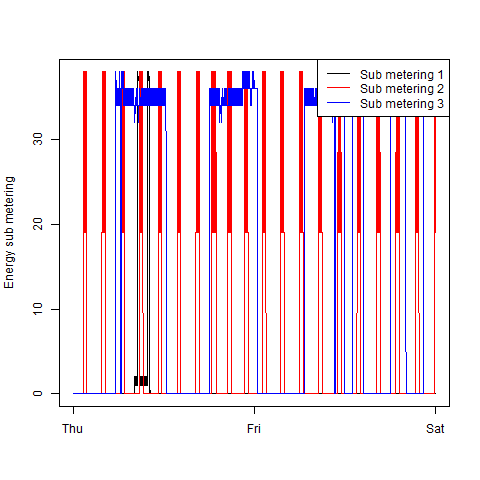 Sub metering 1
Sub metering 2
Sub metering 3
Energy sub metering
30
20
10
0
Thu
Fri
Sat